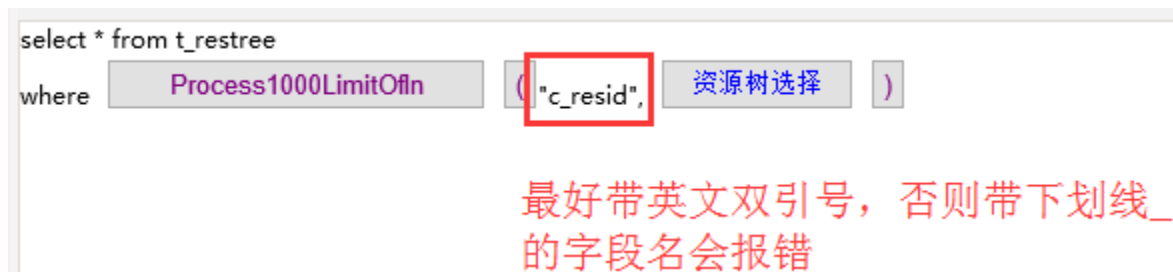 select * from t_restree
where Process1000LimitOfIn ( "c_resid", 资源树选择 )
最好带英文双引号，否则带下划线_
的字段名会报错